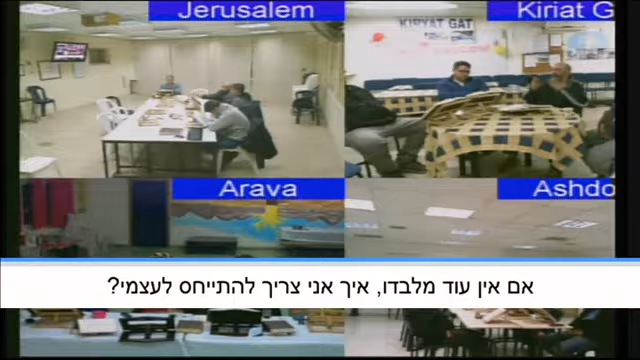 Jerusalem
Kiriat G
KIRYAT GAT
Arava
Ashdo
אם אין עוד מלבדו, איך אני צריך להתייחס לעצמי?